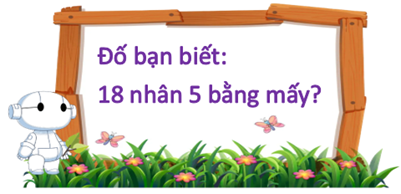 Đố bạn biết:
18 nhân 5 bằng mấy?